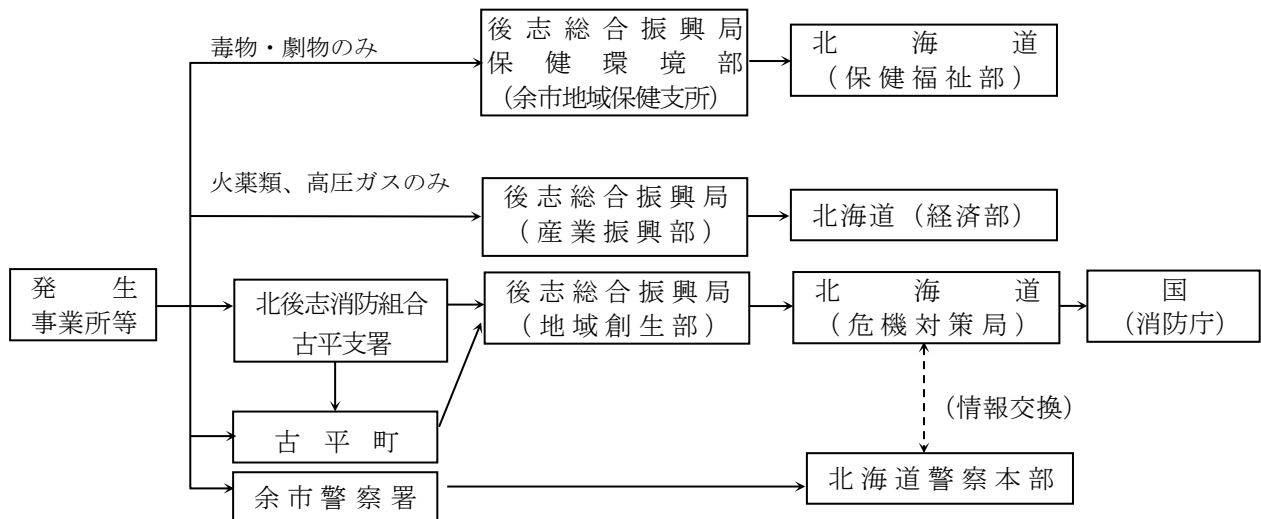 毒物・劇物のみ
後志総合振興局
保健環境部
（余市地域保健支所）
北海道
（保健福祉部）
火薬類、高圧ガスのみ
後志総合振興局
（産業振興部）
北海道（経済部）
発生
事業所等
北後志消防組合
古平支署
後志総合振興局
（地域創生部）
北海道
（危機対策局）
国
（消防庁）
古平町
（情報交換）
余市警察署
北海道警察本部